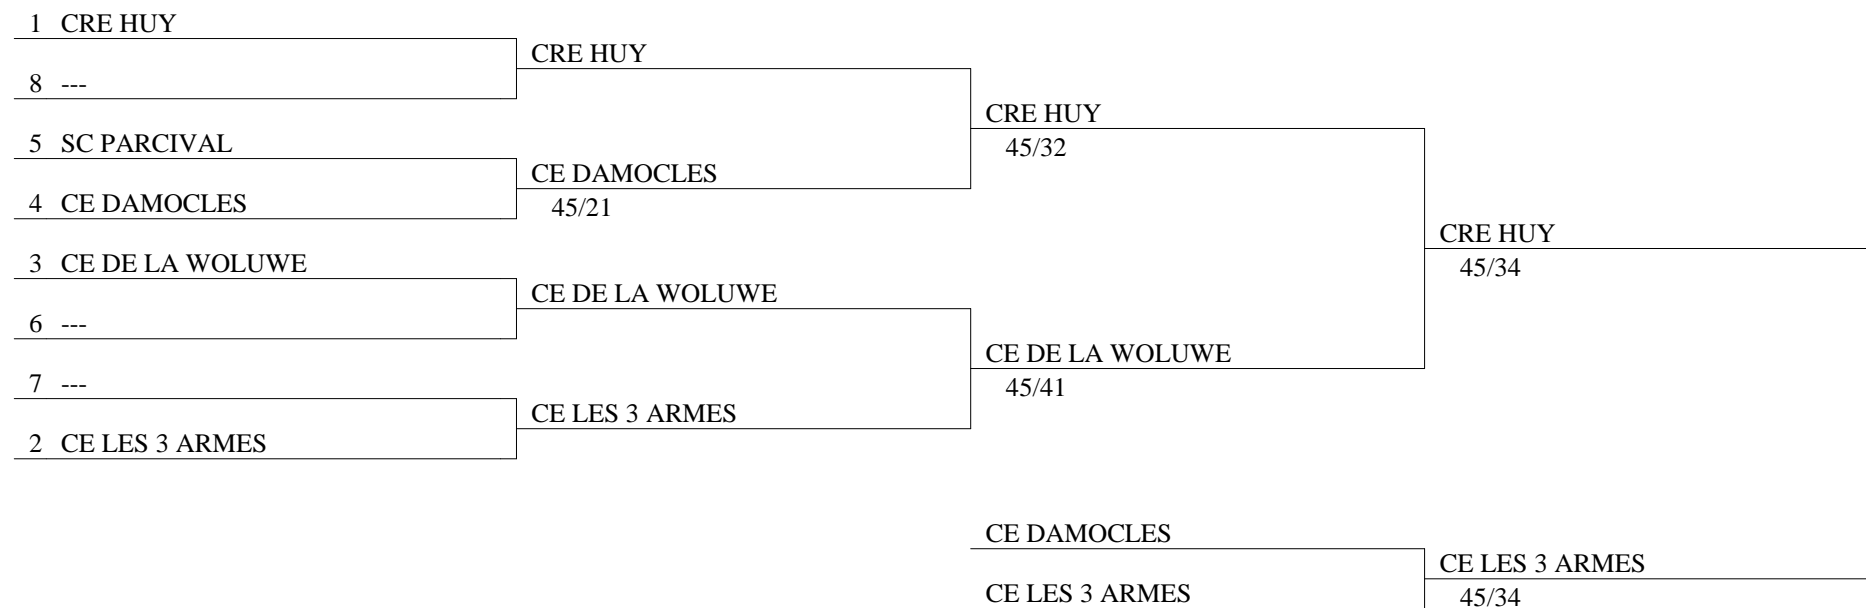 1 CRE HUY
CRE HUY
8 ---
CRE HUY
45/32
5 SC PARCIVAL
CE DAMOCLES
45/21
4 CE DAMOCLES
CRE HUY
45/34
3 CE DE LA WOLUWE
CE DE LA WOLUWE
6 ---
CE DE LA WOLUWE
45/41
7 ---
CE LES 3 ARMES
2 CE LES 3 ARMES
CE DAMOCLES
CE LES 3 ARMES
CE LES 3 ARMES
45/34